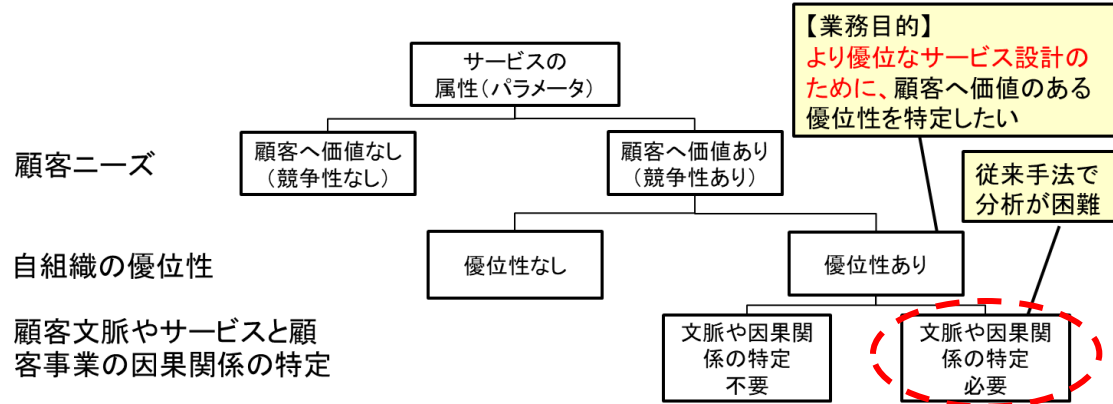 【業務目的】
より優位なサービス設計の
ために、顧客へ価値のある
優位性を特定したい
サービスの
属性（パラメータ）
顧客ニーズ
顧客へ価値なし
（競争性なし）
顧客へ価値あり
（競争性あり）
従来手法で
分析が困難
自組織の優位性
優位性なし
優位性あり
顧客文脈やサービスと顧
客事業の因果関係の特定
文脈や因果関
係の特定
不要
文脈や因果関
係の特定
必要